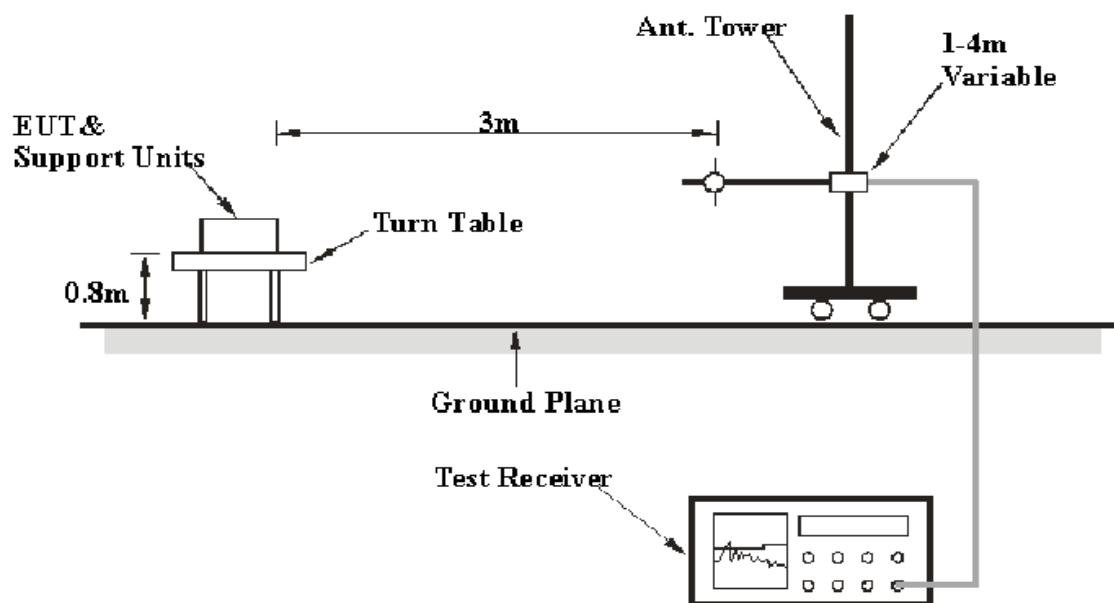 Ant. Tower
1-4m
Variable
3m
EUT&
Support Units
Turn Table
0.8m
Ground Plane
Test Receiver